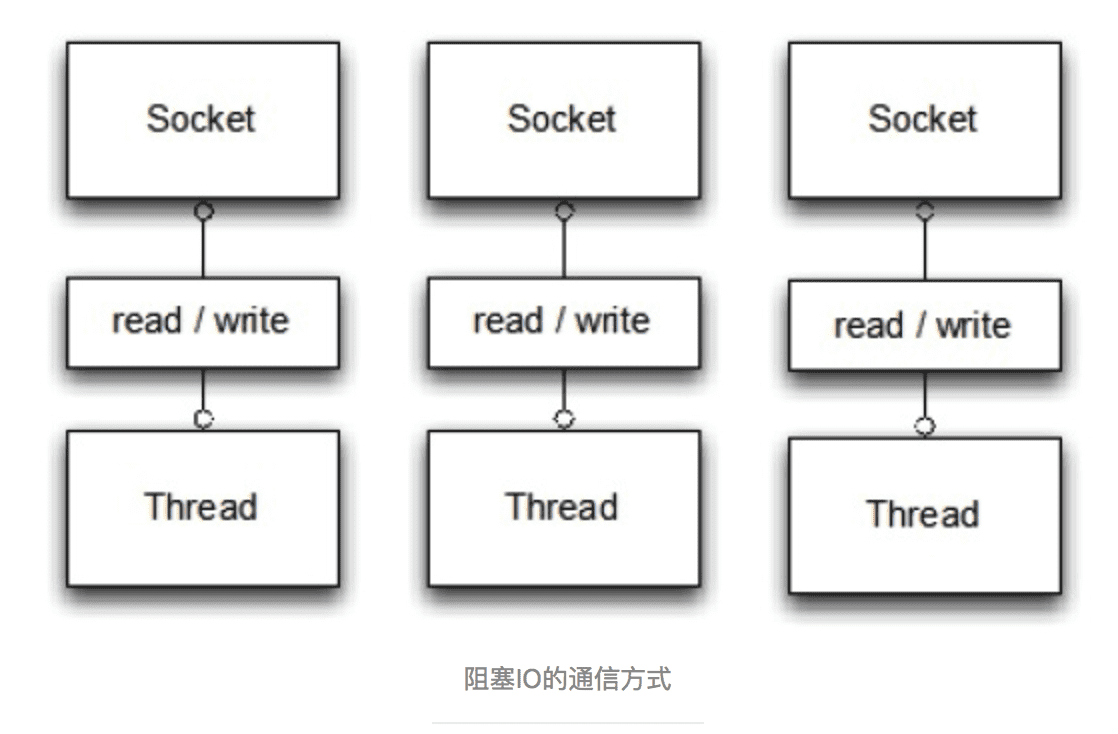 Socket Socket Socket
read / write read / write read / write
Thread Thread Thread
阻塞IO的通信方式